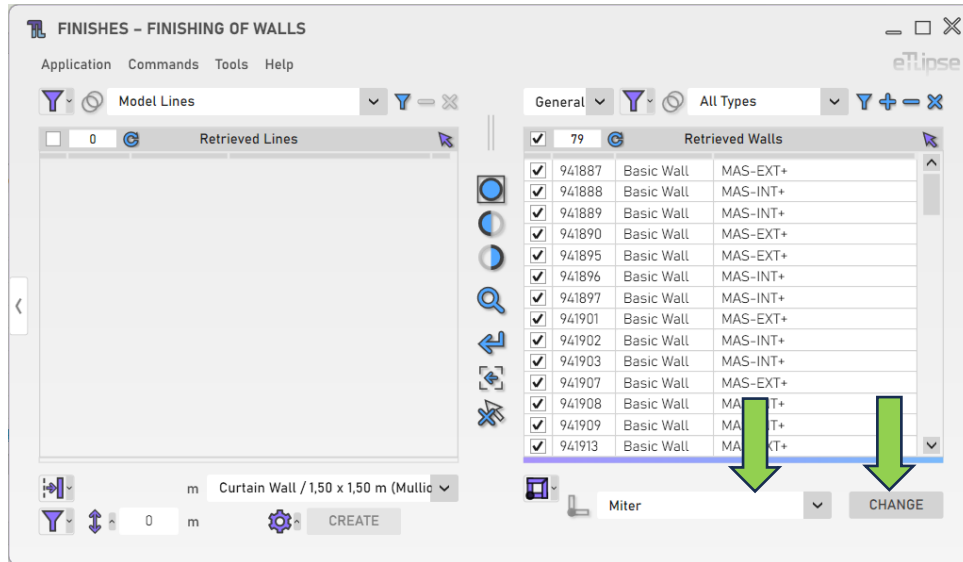 FINISHES – FINISHING OF WALLS
Application Commands Tools Help
eTLipse
Model Lines
General All Types
0 Retrieved Lines
79 Retrieved Walls
941887 Basic Wall MAS-EXT+
941888 Basic Wall MAS-INT+
941889 Basic Wall MAS-INT+
941890 Basic Wall MAS-EXT+
941895 Basic Wall MAS-EXT+
941896 Basic Wall MAS-INT+
941897 Basic Wall MAS-INT+
941901 Basic Wall MAS-EXT+
941902 Basic Wall MAS-INT+
941903 Basic Wall MAS-INT+
941907 Basic Wall MAS-EXT+
941908 Basic Wall
941909 Basic Wall
941913 Basic Wall
m Curtain Wall / 1,50 x 1,50 m (Mullio
Miter CHANGE
0 m CREATE